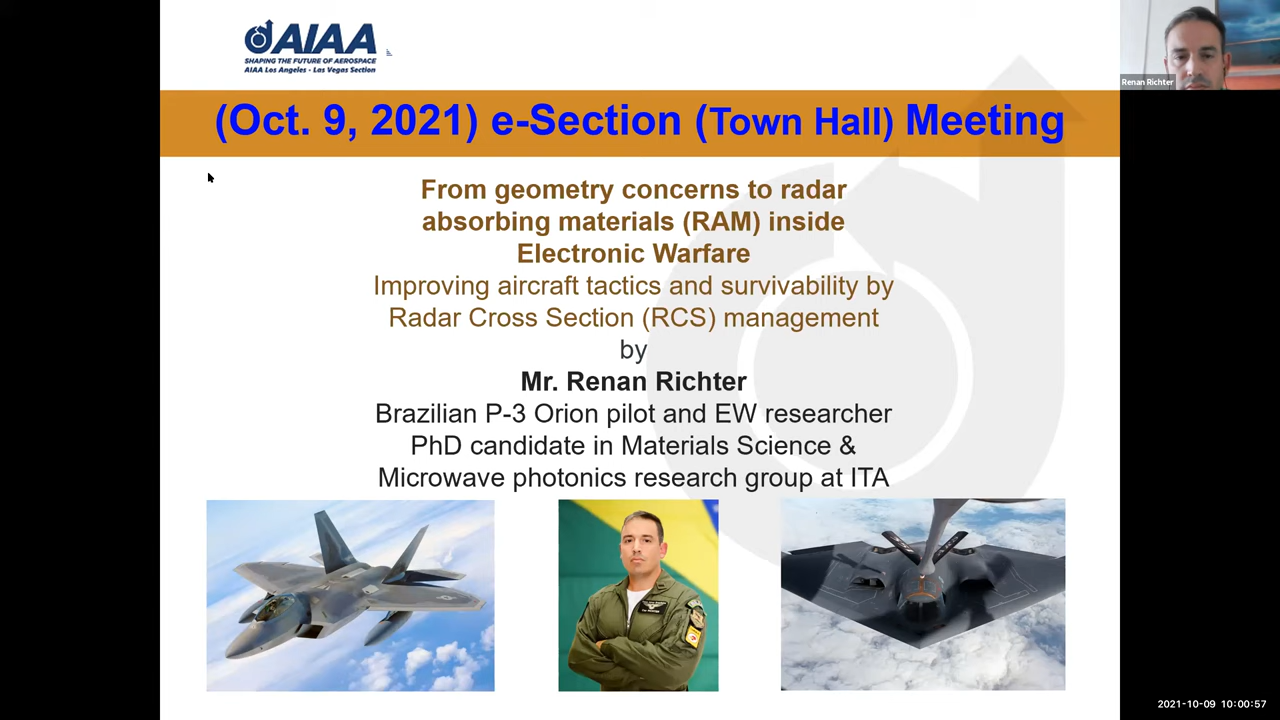 AIAA
SHAPING THE FUTURE OF AEROSPACE
AIAA Los Angeles - Las Vegas Section
Renan Richter
(Oct. 9, 2021) e-Section (Town Hall) Meeting
From geometry concerns to radar
absorbing materials (RAM) inside
Electronic Warfare
Improving aircraft tactics and survivability by
Radar Cross Section (RCS) management
by
Mr. Renan Richter
Brazilian P-3 Orion pilot and EW researcher
PhD candidate in Materials Science &
Microwave photonics research group at ITA
2021-10-09 10:00:57